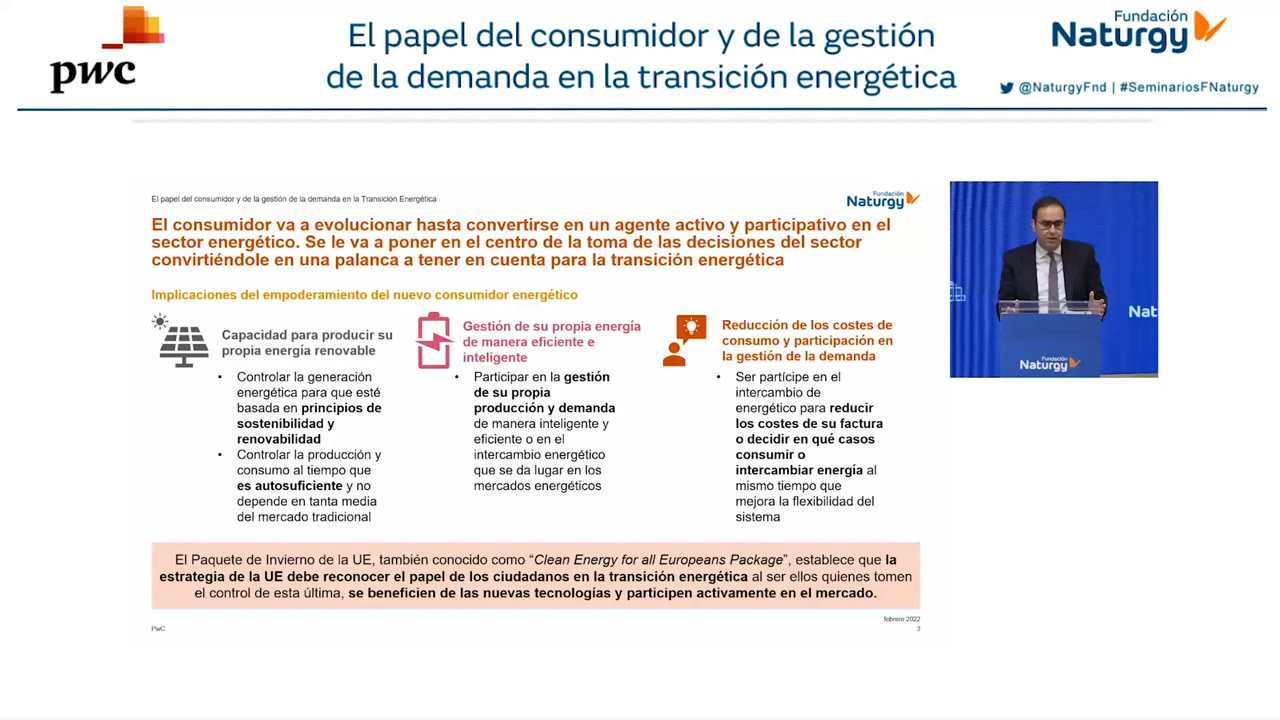 pwc
El papel del consumidor y de la gestión
de la demanda en la transición energética
Fundación
Naturgy
@NaturgyFnd | #SeminariosFNaturgy
El papel del consumidor y de la gestión de la demanda en la Transición Energética
Fundación
Naturgy
El consumidor va a evolucionar hasta convertirse en un agente activo y participativo en el
sector energético. Se le va a poner en el centro de la toma de las decisiones del sector
convirtiéndole en una palanca a tener en cuenta para la transición energética
Implicaciones del empoderamiento del nuevo consumidor energético
Capacidad para producir su
propia energía renovable
• Controlar la generación
energética para que esté
basada en principios de
sostenibilidad y
renovabilidad
• Controlar la producción y
consumo al tiempo que
es autosuficiente y no
depende en tanta media
del mercado tradicional
Gestión de su propia energía
de manera eficiente e
inteligente
• Participar en la gestión
de su propia
producción y demanda
de manera inteligente y
eficiente o en el
intercambio energético
que se da lugar en los
mercados energéticos
Reducción de los costes de
consumo y participación en
la gestión de la demanda
• Ser partícipe en el
intercambio de
energético para reducir
los costes de su factura
o decidir en qué casos
consumir o
intercambiar energía al
mismo tiempo que
mejora la flexibilidad del
sistema
El Paquete de Invierno de la UE, también conocido como “Clean Energy for all Europeans Package”, establece que la
estrategia de la UE debe reconocer el papel de los ciudadanos en la transición energética al ser ellos quienes tomen
el control de esta última, se beneficien de las nuevas tecnologías y participen activamente en el mercado.
PwC
febrero 2022
3
Nat
Fundación
Naturgy